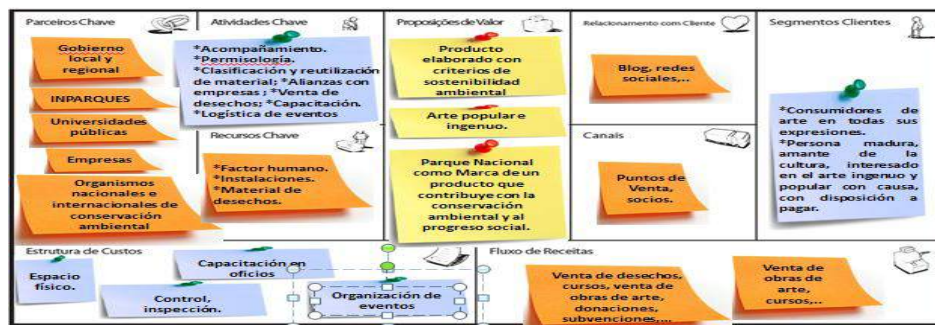 Parceiros Chave
Gobierno
local y
regional
INPARQUES
Universidades
públicas
Empresas
Organismos
nacionales e
internacionales de
conservación
ambiental
Atividades Chave
*Acompañamiento.
*Permisología.
*Clasificación y reutilización
de material; *Alianzas con
empresas ; *Venta de
desechos; *Capacitación.
*Logística de eventos
Recursos Chave
*Factor humano.
*Instalaciones.
*Material de
desechos.
Proposições de Valor
Producto
elaborado con
criterios de
sostenibilidad
ambiental
Arte popular e
ingenuo.
Parque Nacional
como Marca de un
producto que
contribuye con la
conservación
ambiental y al
progreso social.
Relacionamento com Cliente
Blog, redes
sociales,..
Canais
Puntos de
Venta,
socios.
Segmentos Clientes
*Consumidores de
arte en todas sus
expresiones.
*Persona madura,
amante de la
cultura, interesado
en el arte ingenuo y
popular con causa,
con disposición a
pagar.
Estrutura de Custos
Espacio
físico.
Capacitación en
oficios
Control,
inspección.
Organización de
eventos
Fluxo de Receitas
Venta de desechos,
cursos, venta de
obras de arte,
donaciones,
subvenciones,...
Venta de
obras de
arte,
cursos,..